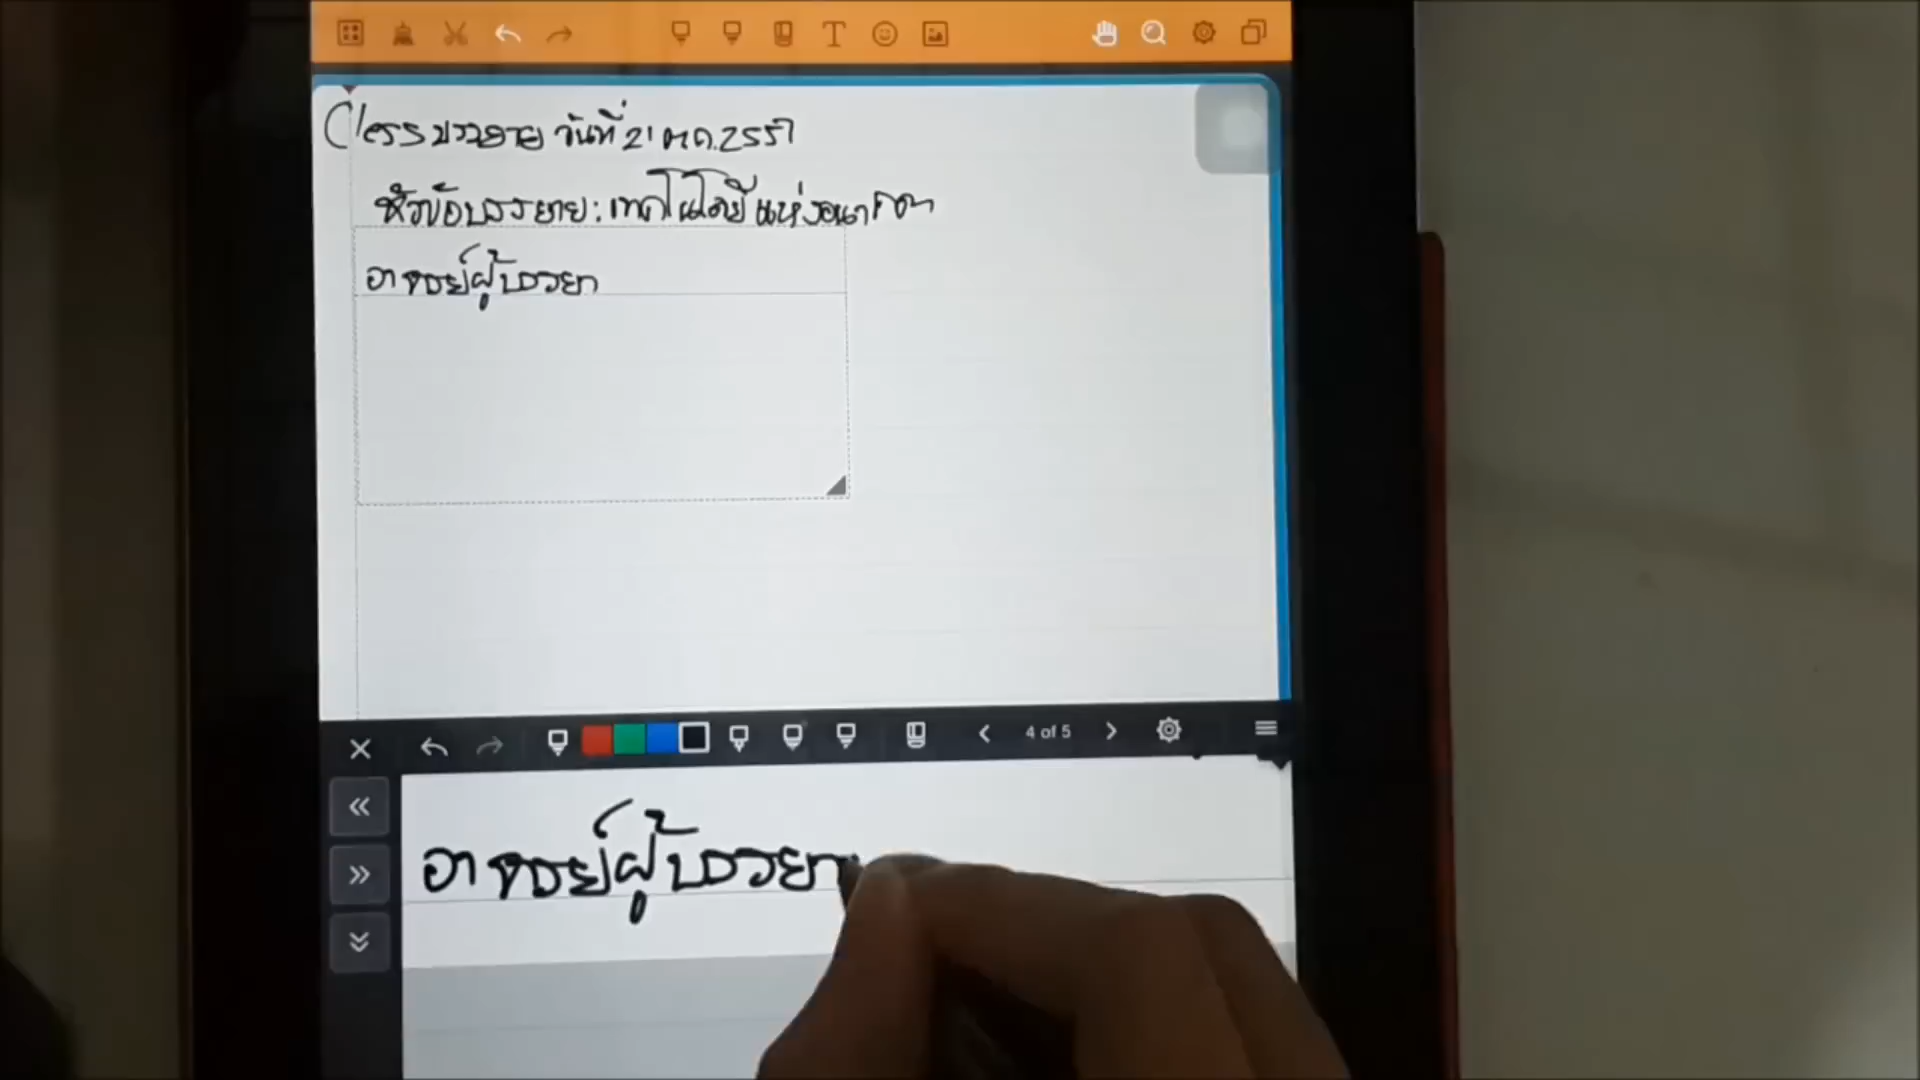 Class บรรยาย วันที่ 21 ตค.2557
หัวข้อบรรยาย: เทคโนโลยีแห่งอนาคต
อาจารย์ผู้บรรยา
4 of 5
อาจารย์ผู้บรรยา